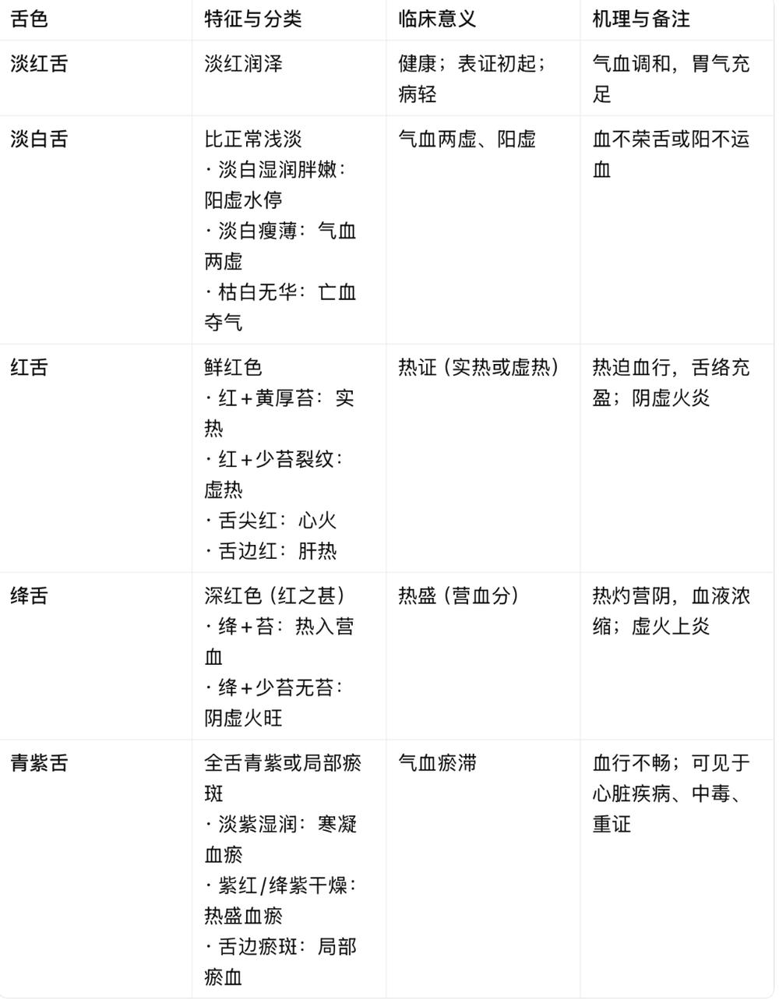 舌色
特征与分类
临床意义
机理与备注
淡红舌
淡红润泽
健康；表证初起；
病轻
气血调和，胃气充
足
淡白舌
比正常浅淡
· 淡白湿润胖嫩：
阳虚水停
· 淡白瘦薄：气血
两虚
· 枯白无华：亡血
夺气
气血两虚、阳虚
血不荣舌或阳不运
血
红舌
鲜红色
· 红+黄厚苔：实
热
· 红+少苔裂纹：
虚热
· 舌尖红：心火
· 舌边红：肝热
热证（实热或虚热）
热迫血行，舌络充
盈；阴虚火炎
绛舌
深红色（红之甚）
· 绛+苔：热入营
血
· 绛+少苔无苔：
阴虚火旺
热盛（营血分）
热灼营阴，血液浓
缩；虚火上炎
青紫舌
全舌青紫或局部瘀
斑
· 淡紫湿润：寒凝
血瘀
· 紫红/绛紫干燥：
热盛血瘀
· 舌边瘀斑：局部
瘀血
气血瘀滞
血行不畅；可见于
心脏疾病、中毒、
重证